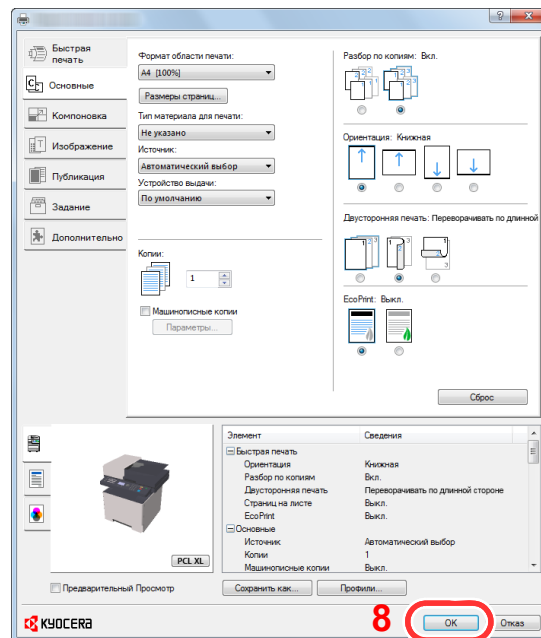 Быстрая
печать
Основные
Компоновка
Изображение
Публикация
Задание
Дополнительно
Формат области печати:
A4 [100%]
Размеры страниц...
Тип материала для печати:
Не указано
Источник:
Автоматический выбор
Устройство выдачи:
По умолчанию
Копии:
1
Машинописные копии
Параметры...
Разбор по копиям: Вкл.
Ориентация: Книжная
Двусторонняя печать: Переворачивать по длинной
EcoPrint: Выкл.
Сброс
PCL XL
Элемент Сведения
Быстрая печать
Ориентация Книжная
Разбор по копиям Вкл.
Двусторонняя печать Переворачивать по длинной стороне
Страниц на листе Выкл.
EcoPrint Выкл.
Основные
Источник Автоматический выбор
Копии 1
Машинописные копии Выкл.
Предварительный Просмотр
Сохранить как... Профили...
KYOCERA
8 OK Отказ